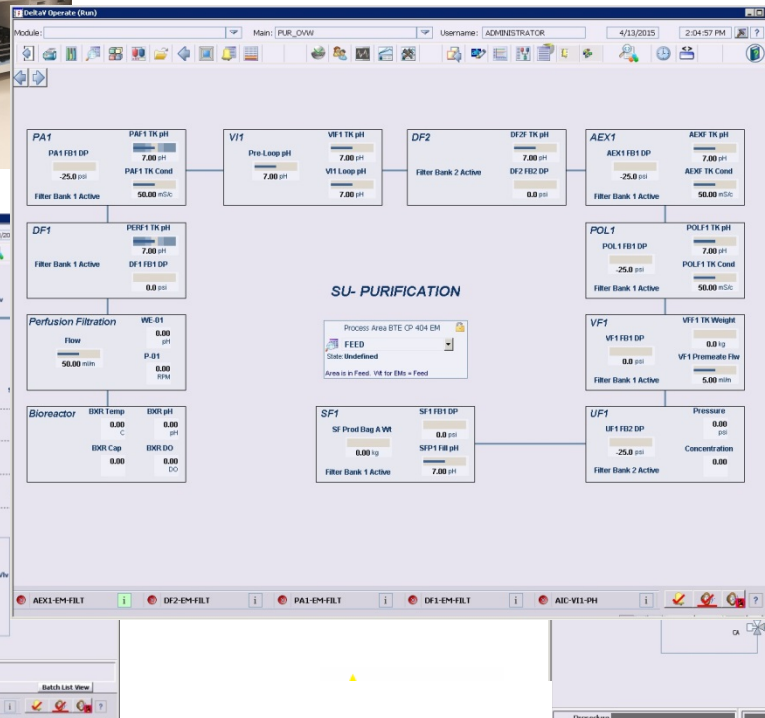 DeltaV Operate (Run)
Module:
Main: PUR_OVW
Username: ADMINISTRATOR
4/13/2015
2:04:57 PM
?
PA1
PAF1 TK pH
PA1 FB1 DP
7.00 pH
-25.0 psi
PAF1 TK Cond
Filter Bank 1 Active
50.00 mS/c
VI1
VIF1 TK pH
Pre-Loop pH
7.00 pH
7.00 pH
VI1 Loop pH
7.00 pH
DF2
DF2F TK pH
7.00 pH
Filter Bank 2 Active
DF2 FB2 DP
0.0 psi
AEX1
AEXF TK pH
AEX1 FB1 DP
7.00 pH
-25.0 psi
AEXF TK Cond
Filter Bank 1 Active
50.00 mS/c
DF1
PERF1 TK pH
7.00 pH
Filter Bank 1 Active
DF1 FB1 DP
0.0 psi
POL1
POLF1 TK pH
POL1 FB1 DP
7.00 pH
-25.0 psi
POLF1 TK Cond
Filter Bank 1 Active
50.00 mS/c
SU- PURIFICATION
Process Area BTE CP 404 EM
FEED
State: Undefined
Area is in Feed. Vlt for EMs = Feed
Perfusion Filtration
WE-01
Flow
0.00
pH
50.00 ml/m
P-01
0.00
RPM
VF1
VFF1 TK Weight
VF1 FB1 DP
0.0 kg
0.0 psi
VF1 Premeate Flw
Filter Bank 1 Active
5.00 ml/m
Bioreactor
BXR Temp
BXR pH
0.00
C
0.00
pH
BXR Cap
BXR DO
0.00
0.00
DO
SF1
SF1 FB1 DP
SF Prod Bag A Wt
0.0 psi
0.00 kg
SFP1 Fill pH
Filter Bank 1 Active
7.00 pH
UF1
Pressure
UF1 FB2 DP
0.00
psi
-25.0 psi
Concentration
Filter Bank 2 Active
0.00
AEX1-EM-FILT
i
DF2-EM-FILT
i
PA1-EM-FILT
i
DF1-EM-FILT
i
AIC-VI1-PH
i
?
Batch List View
i
?
CA
Procedure